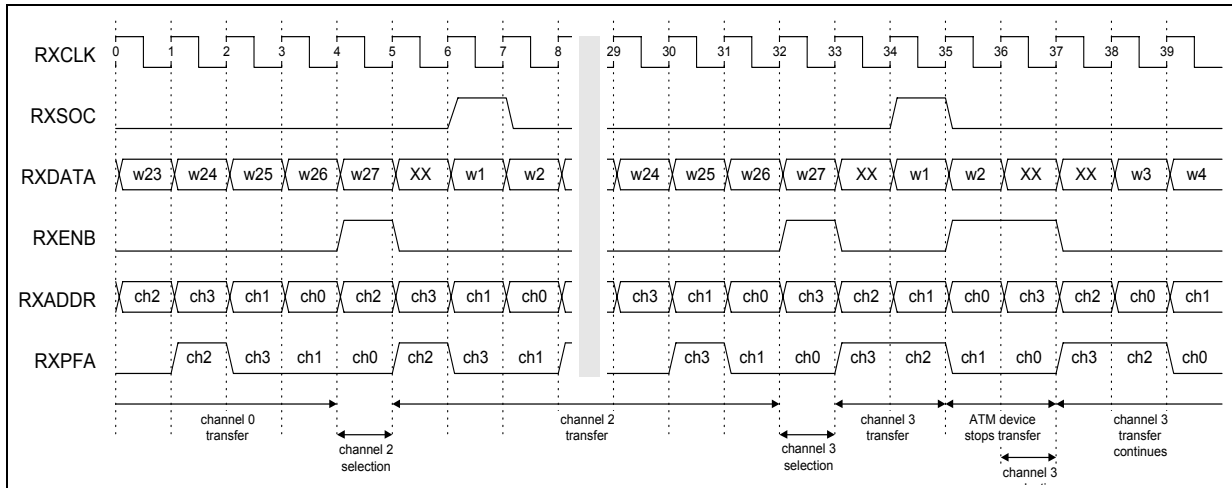 RXCLK 0 1 2 3 4 5 6 7 8 29 30 31 32 33 34 35 36 37 38 39
RXSOC
RXDATA w23 w24 w25 w26 w27 XX w1 w2 w24 w25 w26 w27 XX w1 w2 XX XX w3 w4
RXENB
RXADDR ch2 ch3 ch1 ch0 ch2 ch3 ch1 ch0 ch3 ch1 ch0 ch3 ch2 ch1 ch0 ch3 ch2 ch0 ch1
RXPFA ch2 ch3 ch1 ch0 ch2 ch3 ch1 ch3 ch1 ch0 ch3 ch2 ch1 ch0 ch3 ch2 ch0
channel 0
transfer
channel 2
selection
channel 2
transfer
channel 3
selection
channel 3
transfer
ATM device
stops transfer
channel 3
channel 3
transfer
continues